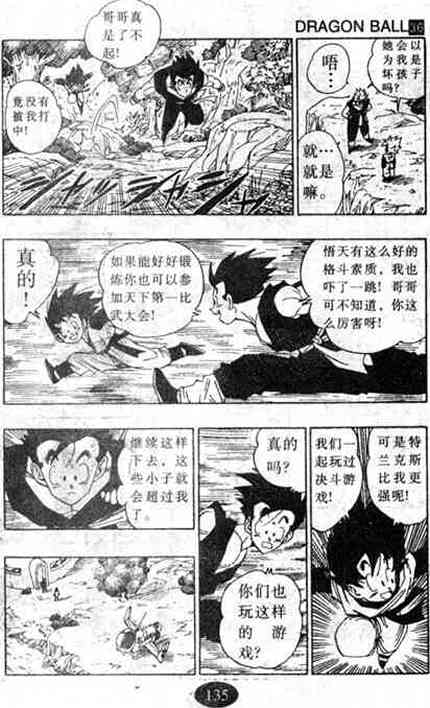 DRAGON BALL 36
她会以
为我是
坏孩子
吗?
唔…
就…
就是
嘛。
哥哥真
是了不
起!
竟没有
被我打
中!
悟天有这么好的
格斗素质,我也
吓了一跳!哥哥
可不知道,你这
么厉害呀!
如果能好好锻
炼你也可以参
加天下第一比
武大会!
真的!
可是特
兰克斯
比我更
强呢!
我们一
起玩过
决斗游
戏!
真的
吗?
你们也
玩这样
的游
戏?
继续这样
下去,这
些小子就
会超过我
了。
135